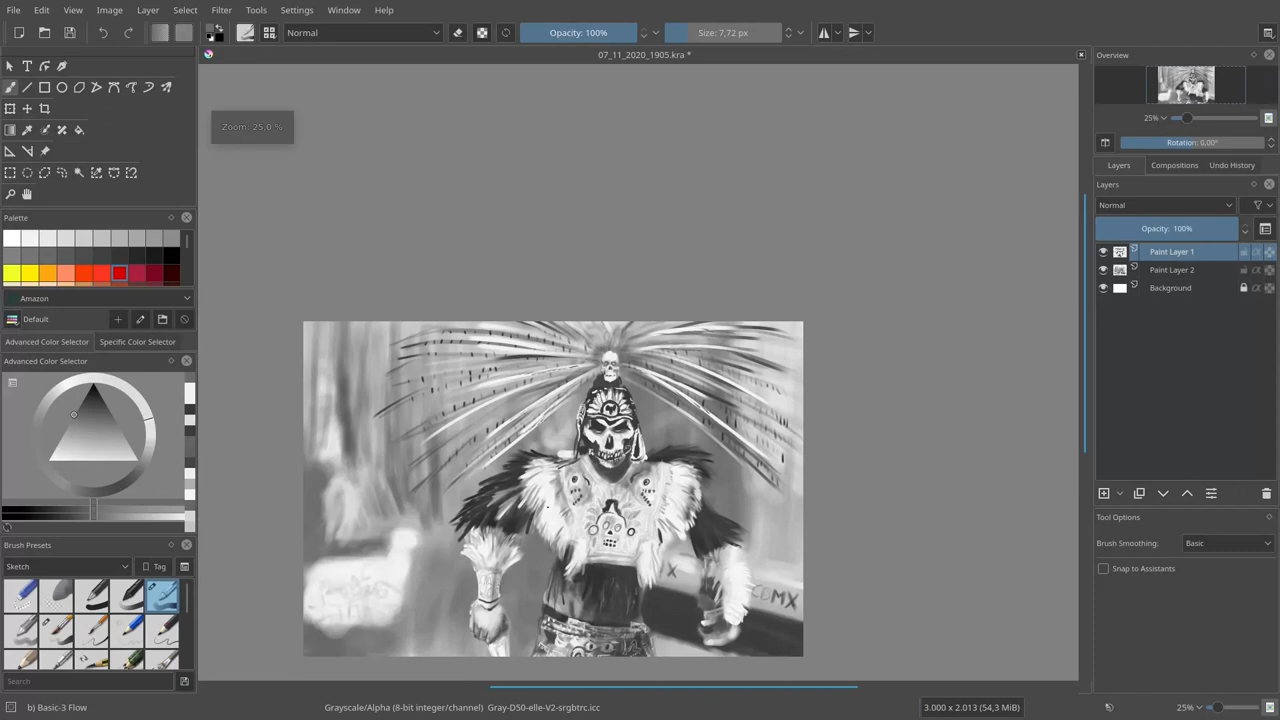 File Edit View Image Layer Select Filter Tools Settings Window Help
Normal
Opacity: 100%
Size: 7,72 px
07_11_2020_1905.kra *
Zoom: 25.0 %
Palette
Amazon
Default
Advanced Color Selector
Specific Color Selector
Advanced Color Selector
Brush Presets
Sketch
Tag
Search
b) Basic-3 Flow
Grayscale/Alpha (8-bit integer/channel) Gray-D50-elle-V2-srgbtrc.icc
3.000 x 2.013 (54,3 MiB)
25%
X
CDMX
Overview
25%
Rotation: 0.00°
Layers
Compositions
Undo History
Layers
Normal
Opacity: 100%
Paint Layer 1
Paint Layer 2
Background
Tool Options
Brush Smoothing:
Basic
Snap to Assistants